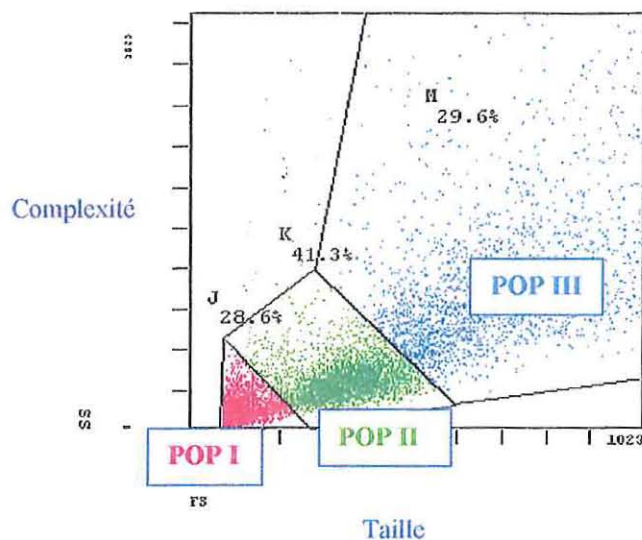 M
29.6%
Complexité
K
41.3%
POP III
J
28.6%
SS
POP I
POP II
1023
FS
Taille